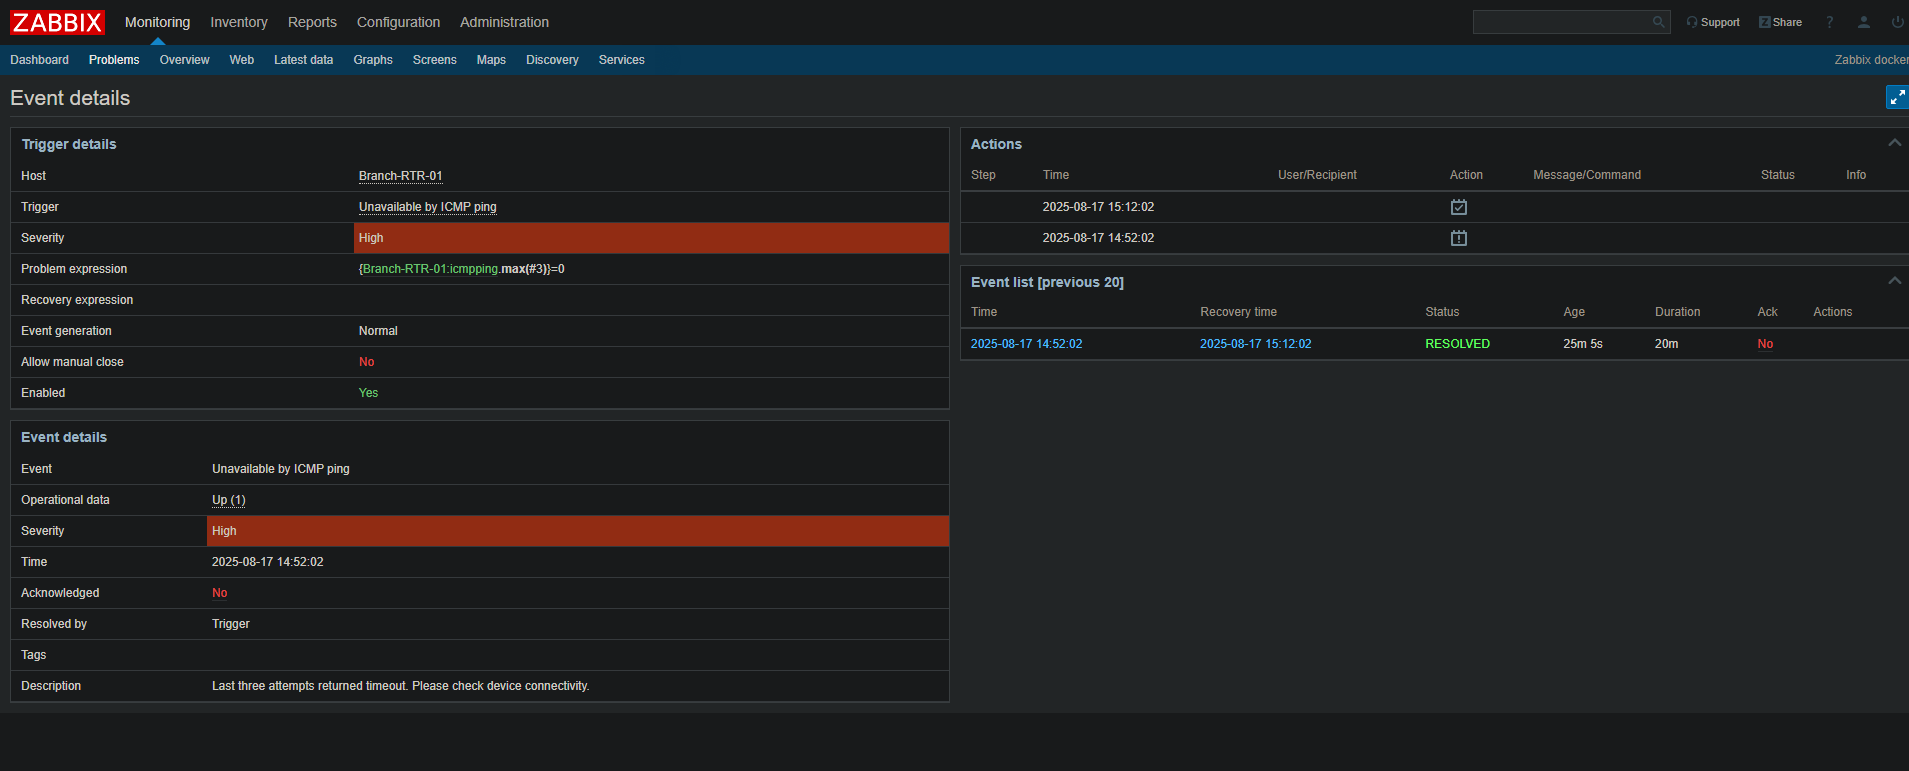 ZABBIX Monitoring Inventory Reports Configuration Administration Support Z Share ?
Dashboard Problems Overview Web Latest data Graphs Screens Maps Discovery Services Zabbix docker
Event details
Trigger details
Host Branch-RTR-01
Trigger Unavailable by ICMP ping
Severity High
Problem expression {Branch-RTR-01:icmpping.max(#3)}=0
Recovery expression
Event generation Normal
Allow manual close No
Enabled Yes
Event details
Event Unavailable by ICMP ping
Operational data Up (1)
Severity High
Time 2025-08-17 14:52:02
Acknowledged No
Resolved by Trigger
Tags
Description Last three attempts returned timeout. Please check device connectivity.
Actions
Step Time User/Recipient Action Message/Command Status Info
2025-08-17 15:12:02
2025-08-17 14:52:02
Event list [previous 20]
Time Recovery time Status Age Duration Ack Actions
2025-08-17 14:52:02 2025-08-17 15:12:02 RESOLVED 25m 5s 20m No